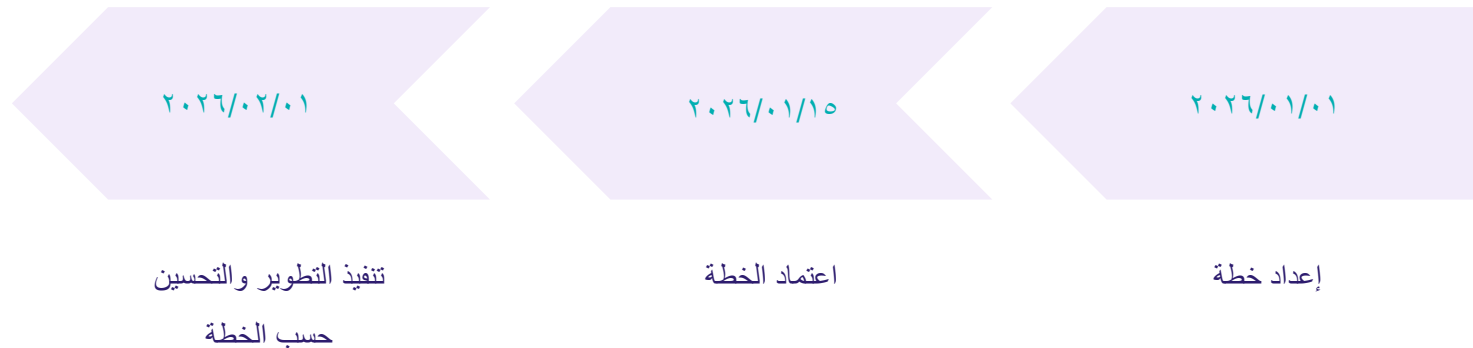 ٢٠٢٦/٠١/٠١
٢٠٢٦/٠١/١٥
٢٠٢٦/٠٢/٠١
إعداد خطة
اعتماد الخطة
تنفيذ التطوير والتحسين
حسب الخطة